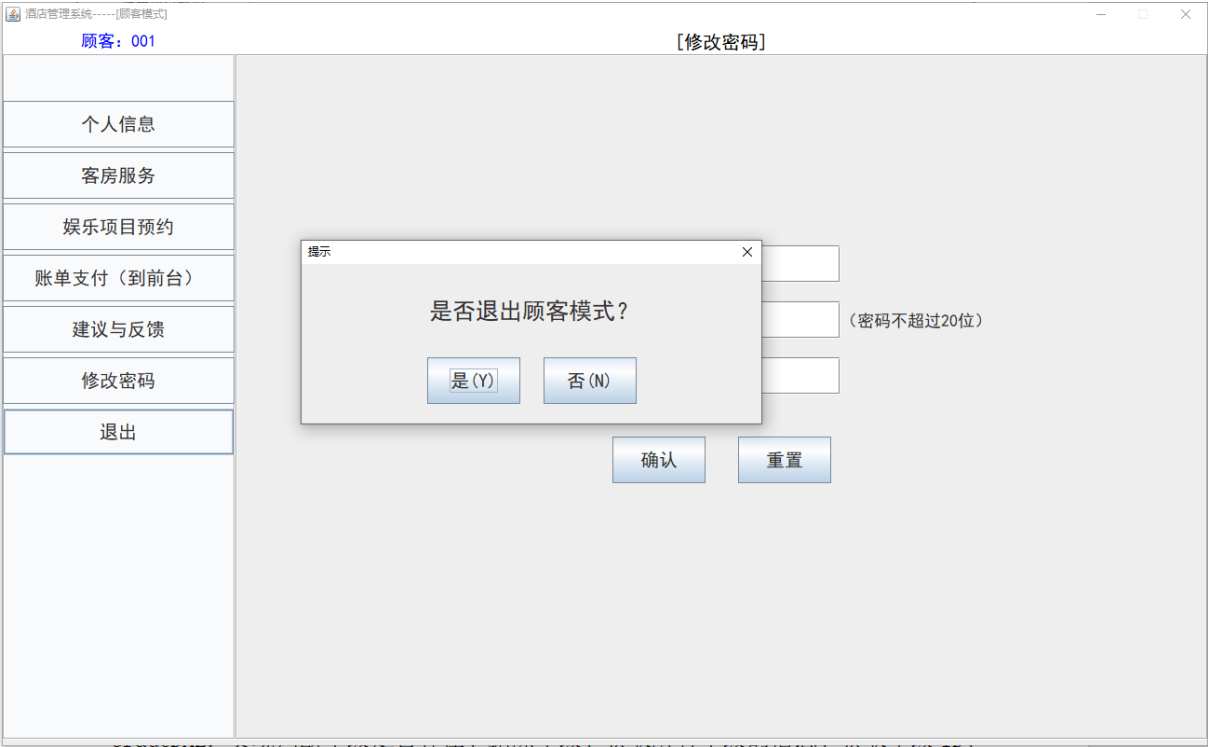 酒店管理系统-----[顾客模式]
顾客：001
[修改密码]
个人信息
客房服务
娱乐项目预约
账单支付（到前台）
建议与反馈
修改密码
退出
提示
是否退出顾客模式?
是(Y)
否(N)
（密码不超过20位）
确认
重置